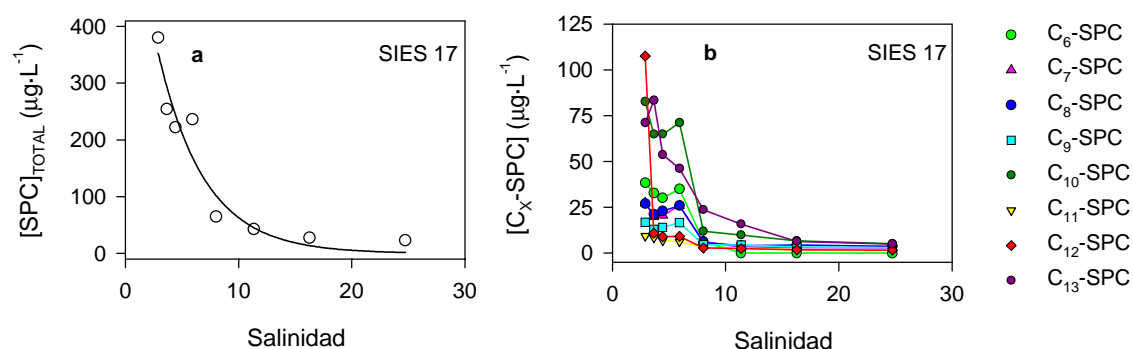 [SPC]TOTAL (µg·L-1)
400
300
200
100
0
a
SIES 17
0
10
20
30
Salinidad
[CX-SPC] (µg·L-1)
125
100
75
50
25
0
b
SIES 17
0
10
20
30
Salinidad
C6-SPC
C7-SPC
C8-SPC
C9-SPC
C10-SPC
C11-SPC
C12-SPC
C13-SPC